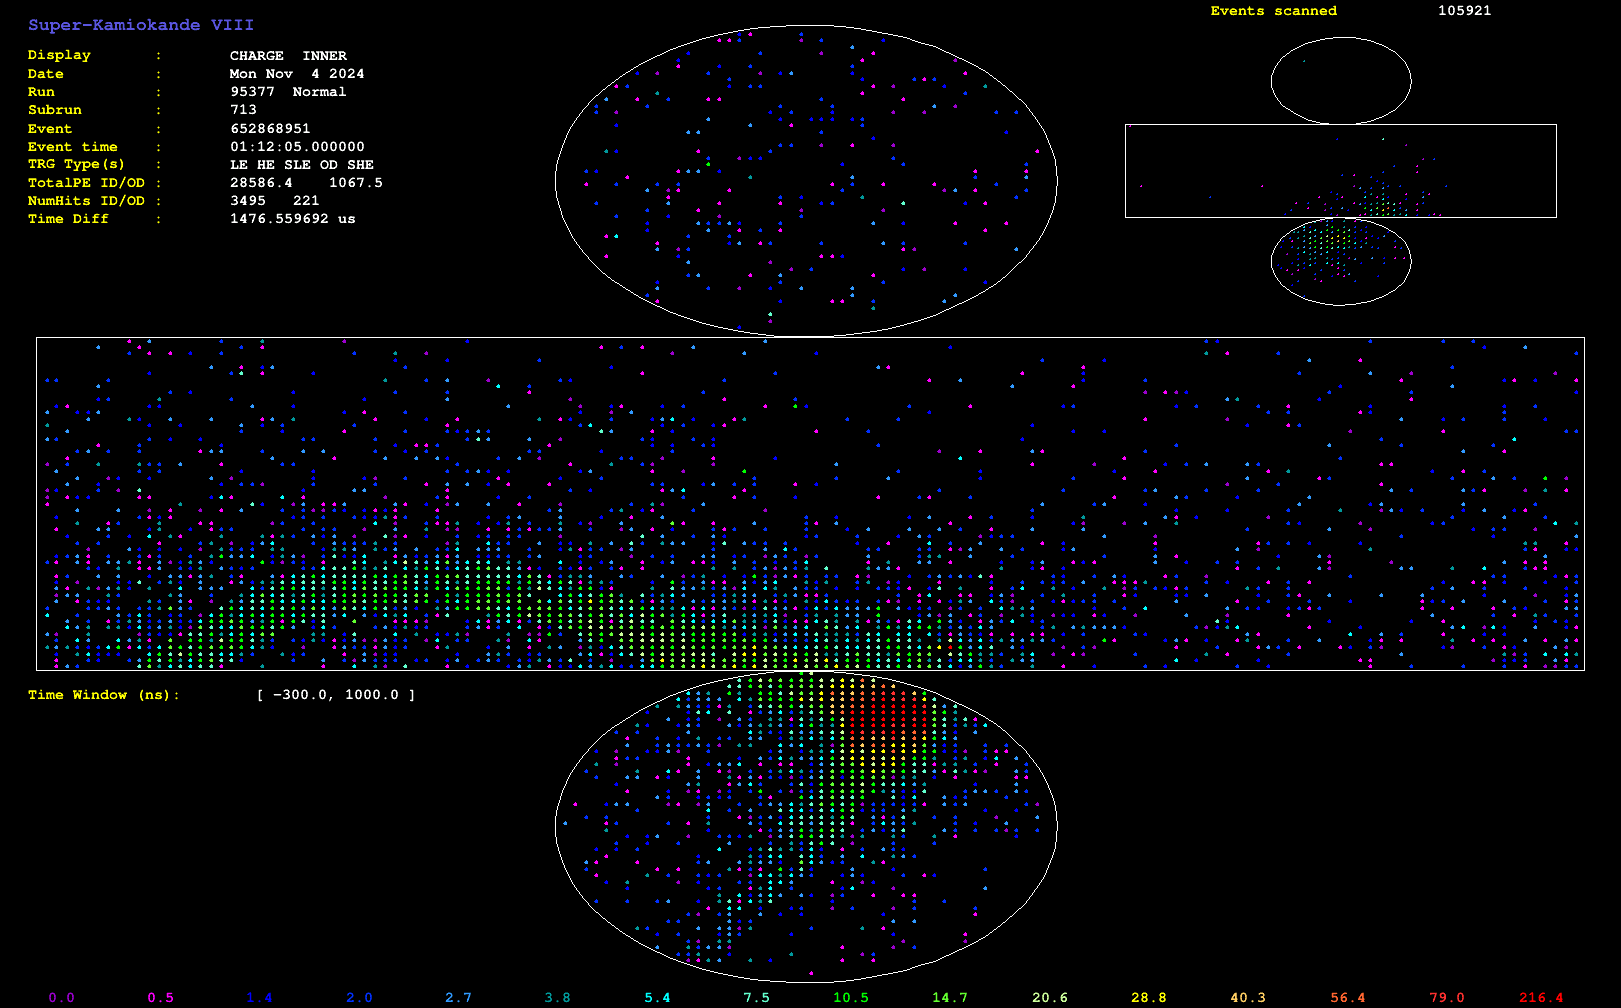 Super-Kamiokande VIII
Events scanned 105921
Display : CHARGE INNER
Date : Mon Nov 4 2024
Run : 95377 Normal
Subrun : 713
Event : 652868951
Event time : 01:12:05.000000
TRG Type(s) : LE HE SLE OD SHE
TotalPE ID/OD : 28586.4 1067.5
NumHits ID/OD : 3495 221
Time Diff : 1476.559692 us
Time Window (ns): [ -300.0, 1000.0 ]
0.0 0.5 1.4 2.0 2.7 3.8 5.4 7.5 10.5 14.7 20.6 28.8 40.3 56.4 79.0 216.4